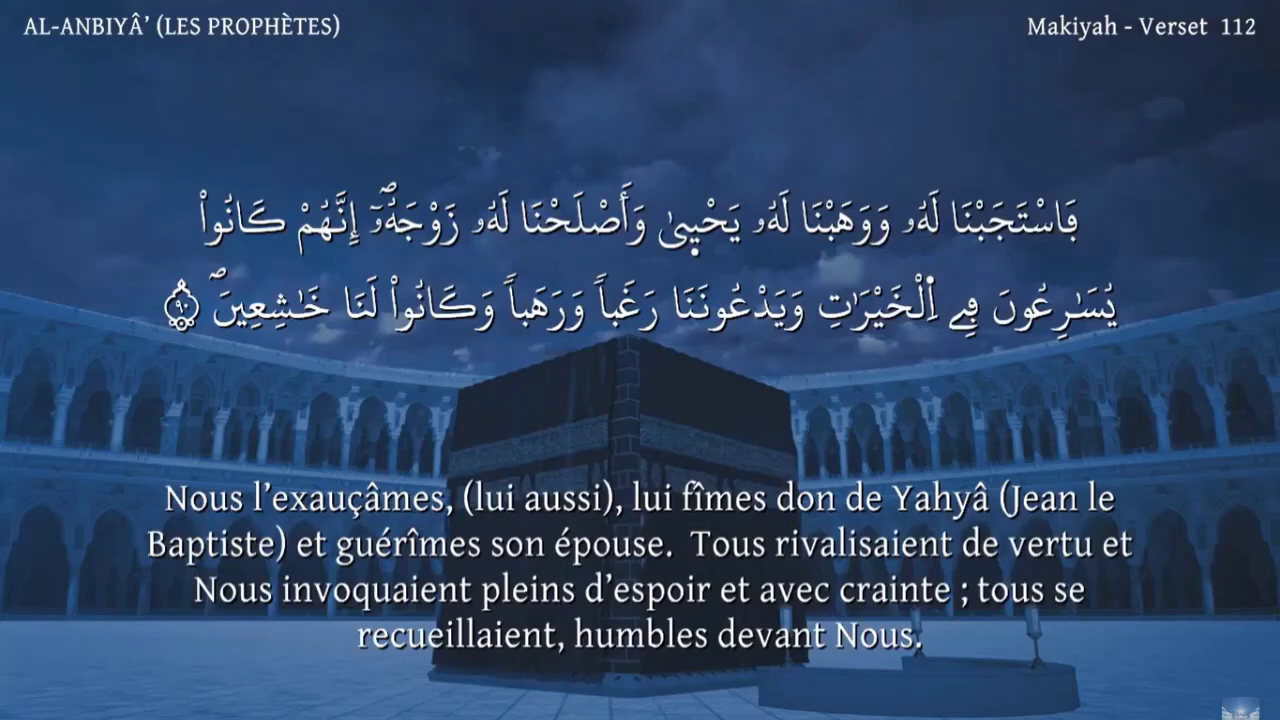 AL-ANBIYÂ’ (LES PROPHÈTES)
Makiyah - Verset 112
فَاسْتَجَبْنَا لَهُۥ وَوَهَبْنَا لَهُۥ يَحْيۭيٰ وَأَصْلَحْنَا لَهُۥ زَوْجَهُۥٓۖ إِنَّهُمْ كَانُواْ
يُسَٰرِعُونَ فِے اِ۬لْخَيْرَٰتِ وَيَدْعُونَنَا رَغَباٗ وَرَهَباٗ وَكَانُواْ لَنَا خَٰشِعِينَۖ ۝٩٠
Nous l’exauçâmes, (lui aussi), lui fîmes don de Yahyâ (Jean le
Baptiste) et guérîmes son épouse. Tous rivalisaient de vertu et
Nous invoquaient pleins d’espoir et avec crainte ; tous se
recueillaient, humbles devant Nous.